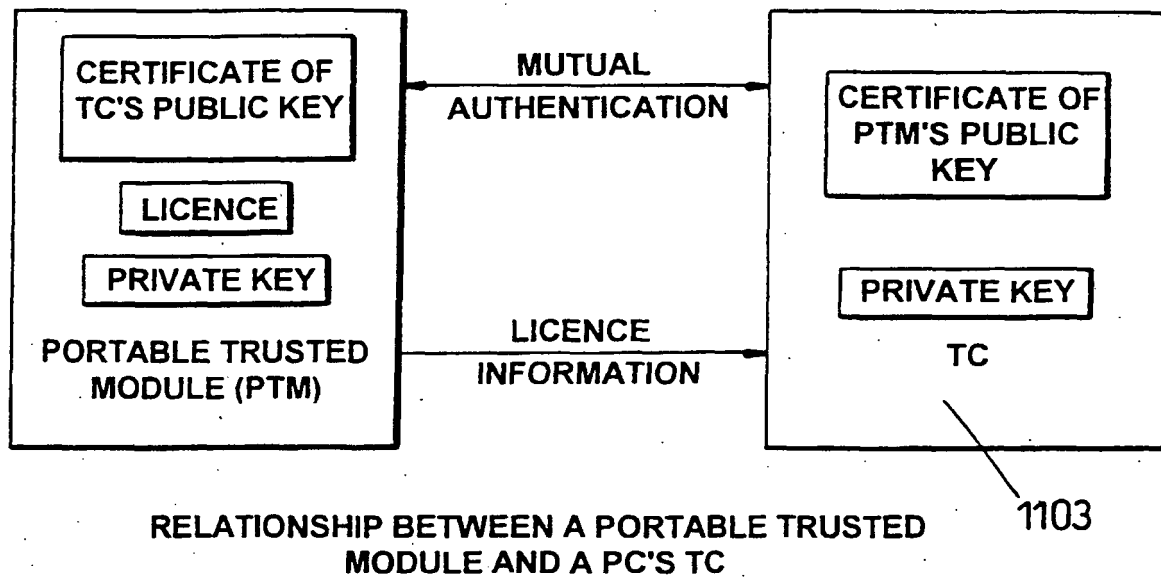 CERTIFICATE OF
TC'S PUBLIC KEY
LICENCE
PRIVATE KEY
PORTABLE TRUSTED
MODULE (PTM)
MUTUAL
AUTHENTICATION
LICENCE
INFORMATION
CERTIFICATE OF
PTM'S PUBLIC
KEY
PRIVATE KEY
TC
1103
RELATIONSHIP BETWEEN A PORTABLE TRUSTED
MODULE AND A PC'S TC